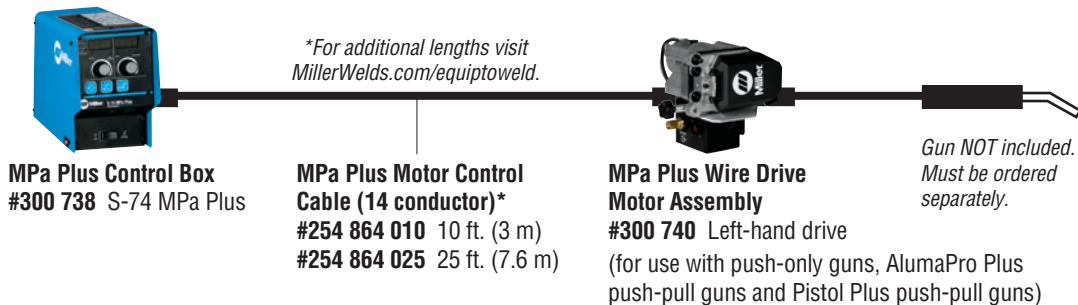 *For additional lengths visit
MillerWelds.com/equiptoweld.
Miller
Miller
Gun NOT included.
Must be ordered
separately.
MPa Plus Control Box
#300 738 S-74 MPa Plus
MPa Plus Motor Control
Cable (14 conductor)*
#254 864 010 10 ft. (3 m)
#254 864 025 25 ft. (7.6 m)
MPa Plus Wire Drive
Motor Assembly
#300 740 Left-hand drive
(for use with push-only guns, AlumaPro Plus
push-pull guns and Pistol Plus push-pull guns)